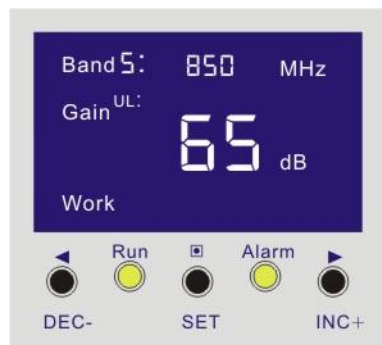 Band 5: 850 MHz
Gain UL:
65 dB
Work
Run Alarm
DEC- SET INC+